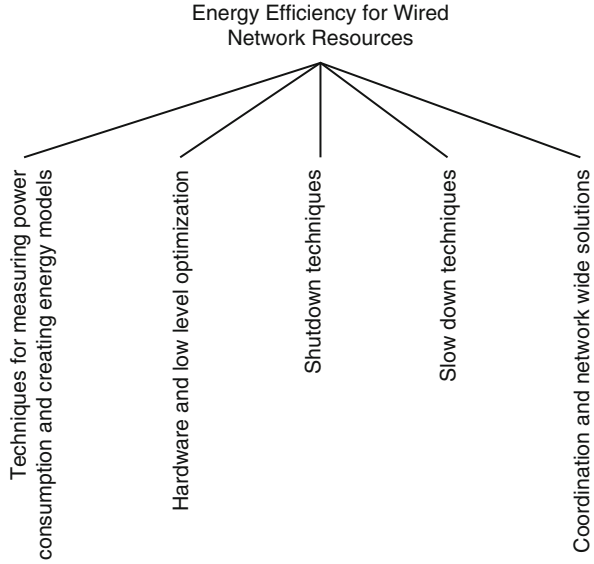 Energy Efficiency for Wired
Network Resources
Techniques for measuring power
consumption and creating energy models
Hardware and low level optimization
Shutdown techniques
Slow down techniques
Coordination and network wide solutions